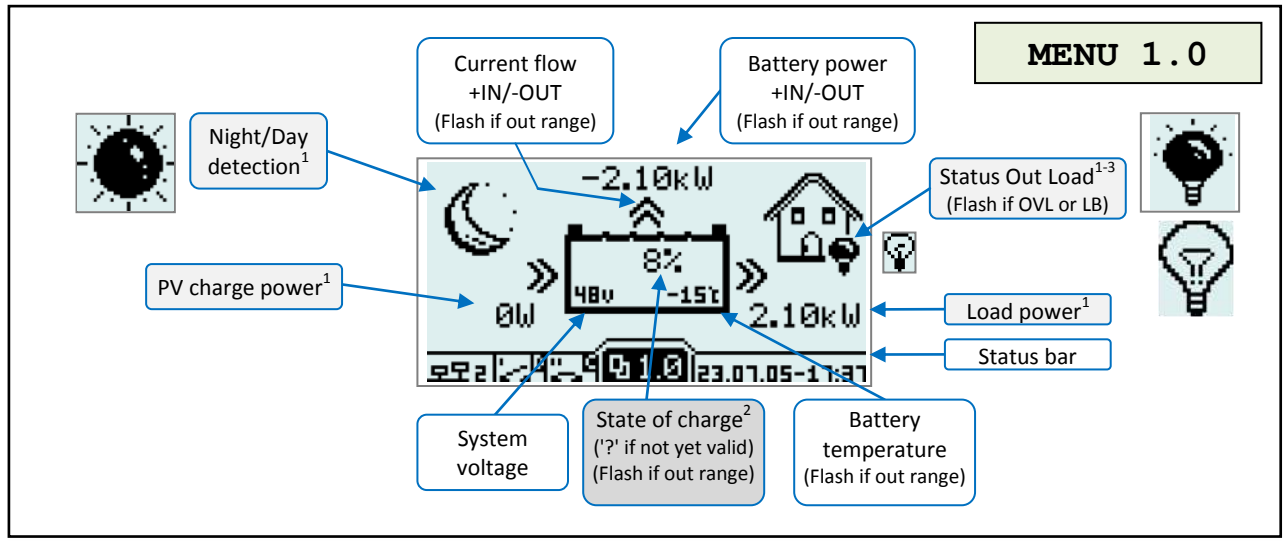 MENU 1.0
Current flow
+IN/-OUT
(Flash if out range)
Battery power
+IN/-OUT
(Flash if out range)
Night/Day
detection1
Status Out Load1-3
(Flash if OVL or LB)
-2.10kW
8%
48v
-15°c
PV charge power1
0W
2.10kW
Load power1
Status bar
2
1.0
23.07.05-17:37
System
voltage
State of charge2
('?' if not yet valid)
(Flash if out range)
Battery
temperature
(Flash if out range)